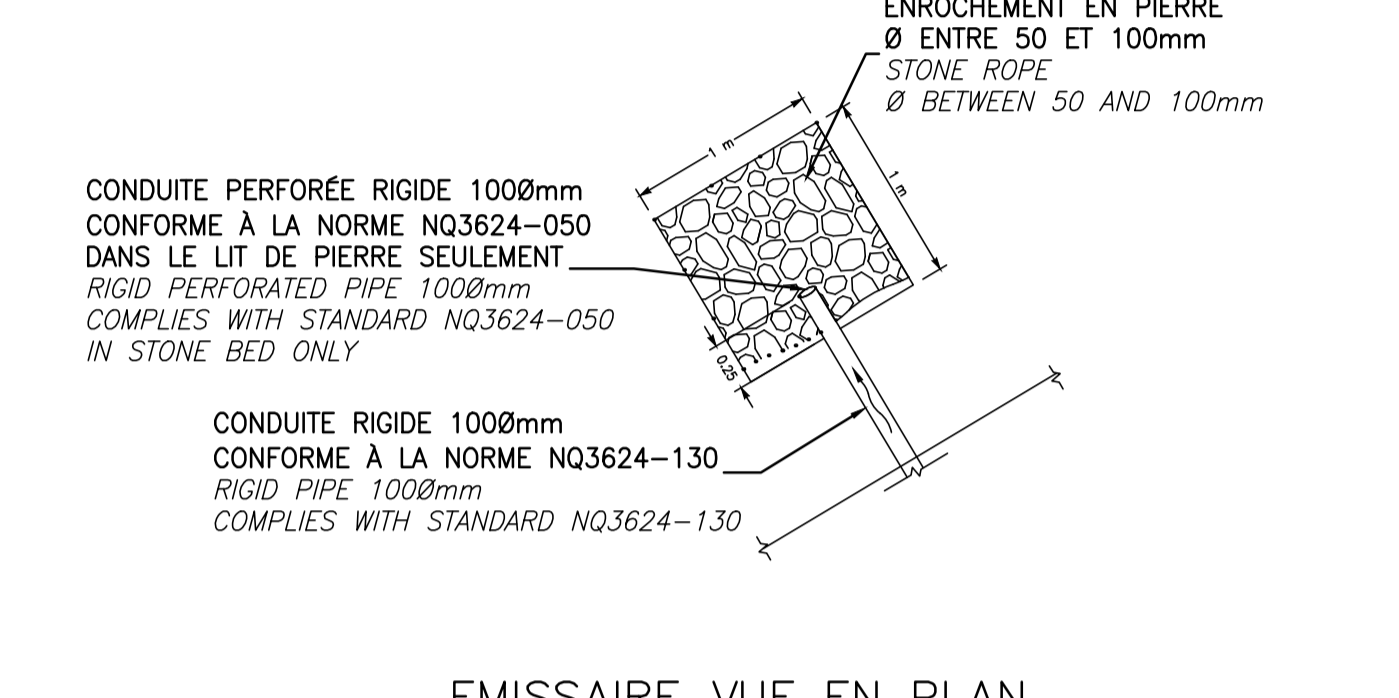 ENROCHEMENT EN PIERRE
Ø ENTRE 50 ET 100mm
STONE ROPE
Ø BETWEEN 50 AND 100mm
1 m
1 m
CONDUITE PERFORÉE RIGIDE 100Ømm
CONFORME À LA NORME NQ3624-050
DANS LE LIT DE PIERRE SEULEMENT
RIGID PERFORATED PIPE 100Ømm
COMPLIES WITH STANDARD NQ3624-050
IN STONE BED ONLY
0.25
CONDUITE RIGIDE 100Ømm
CONFORME À LA NORME NQ3624-130
RIGID PIPE 100Ømm
COMPLIES WITH STANDARD NQ3624-130
EMISSAIRE VUE EN PLAN